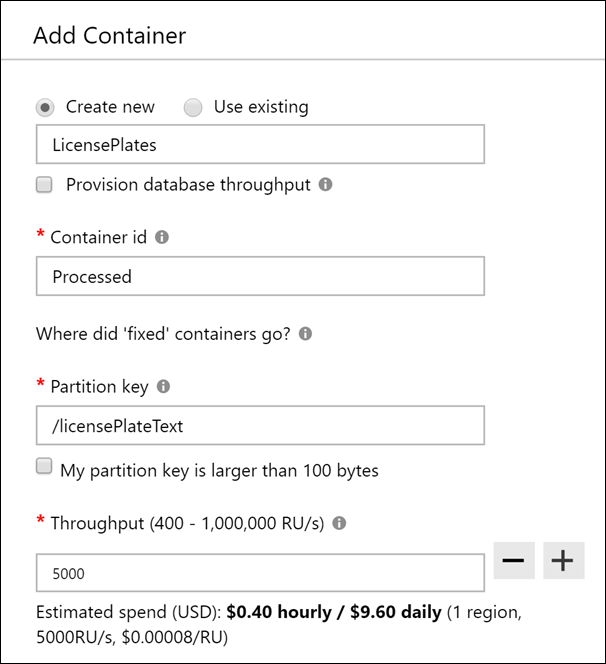 Add Container
Create new Use existing
LicensePlates
Provision database throughput
* Container id
Processed
Where did 'fixed' containers go?
* Partition key
/licensePlateText
My partition key is larger than 100 bytes
* Throughput (400 - 1,000,000 RU/s)
5000
Estimated spend (USD): $0.40 hourly / $9.60 daily (1 region,
5000RU/s, $0.00008/RU)